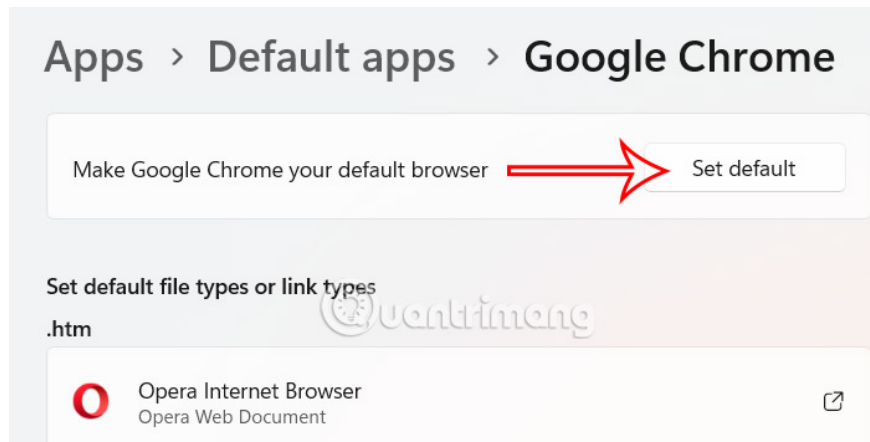 Apps > Default apps > Google Chrome
Make Google Chrome your default browser
Set default
Set default file types or link types
Quantrimang
.htm
Opera Internet Browser
Opera Web Document